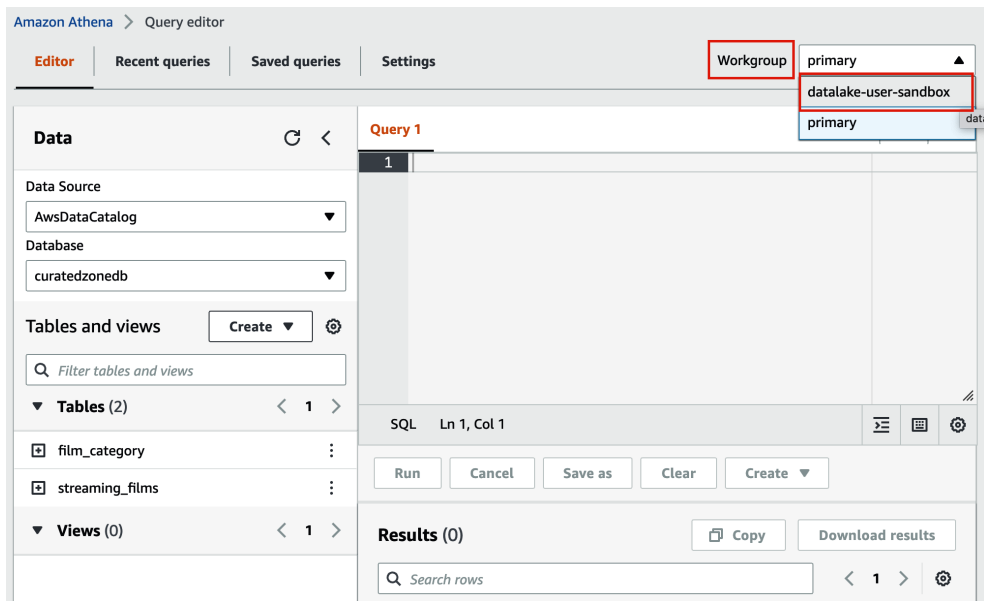 Amazon Athena > Query editor
Editor Recent queries Saved queries Settings Workgroup primary
datalake-user-sandbox
primary
data
Data
Data Source
AwsDataCatalog
Database
curatedzonedb
Tables and views Create
Filter tables and views
Tables (2) < 1 >
film_category
streaming_films
Views (0) < 1 >
Query 1
1
SQL Ln 1, Col 1
Run Cancel Save as Clear Create
Results (0) Copy Download results
Search rows < 1 >